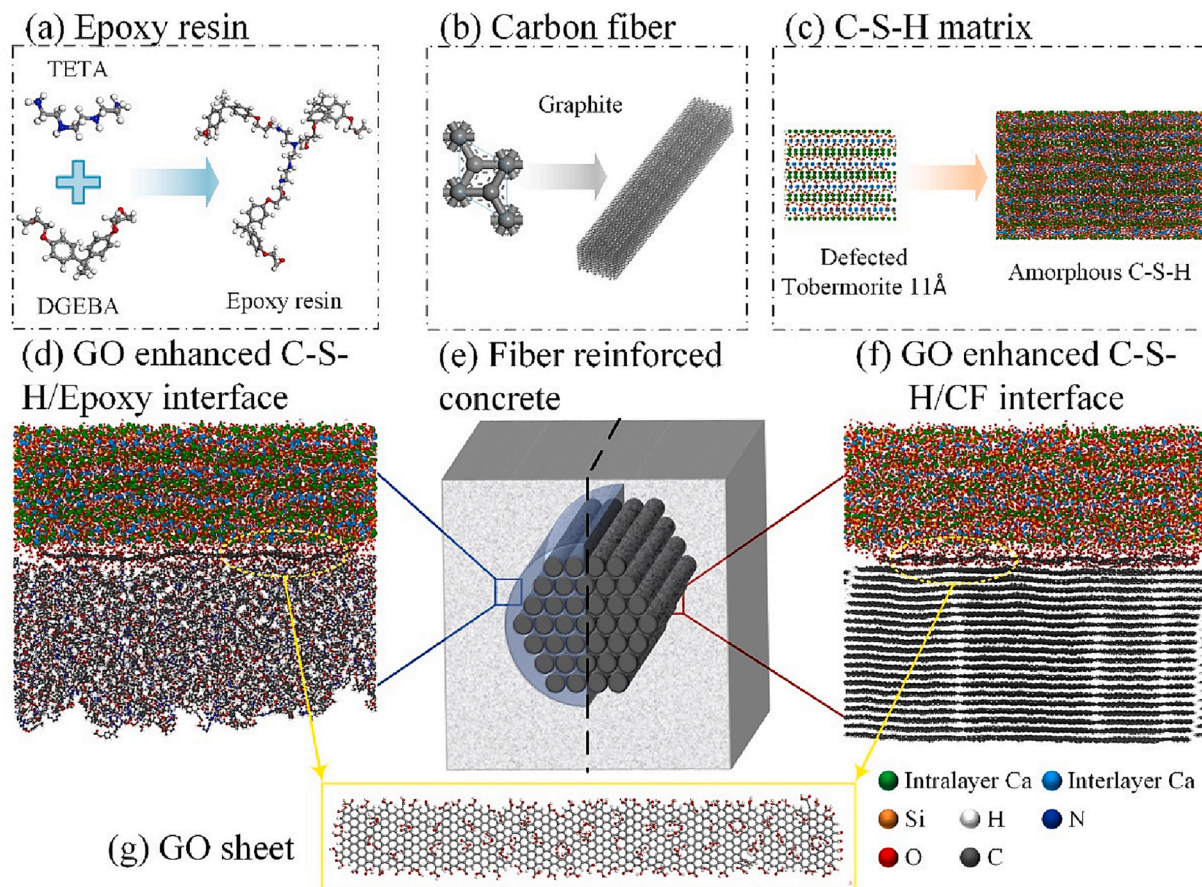 (a) Epoxy resin
TETA
DGEBA
Epoxy resin
(b) Carbon fiber
Graphite
(c) C-S-H matrix
Defected
Tobermorite 11Å
Amorphous C-S-H
(d) GO enhanced C-S-
H/Epoxy interface
(e) Fiber reinforced
concrete
(f) GO enhanced C-S-
H/CF interface
(g) GO sheet
Intralayer Ca
Interlayer Ca
Si
H
N
O
C